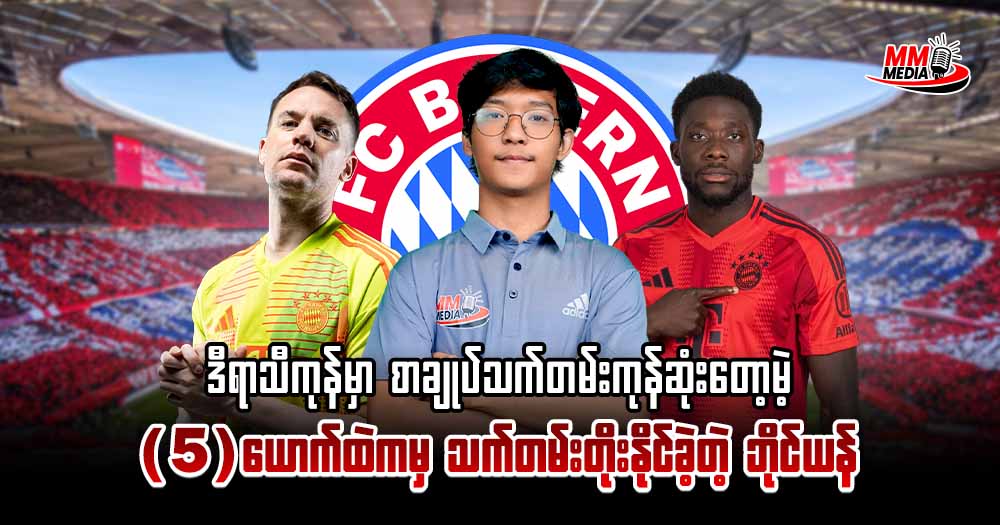 MM
MEDIA
FC BAYERN
MM
MEDIA
adidas
Allianz
ဒီရာသီကုန်မှာ စာချုပ်သက်တမ်းကုန်ဆုံးတော့မဲ့
(5)ယောက်ထဲကမှ သက်တမ်းတိုးနိုင်ခဲ့တဲ့ ဘိုင်ယန်